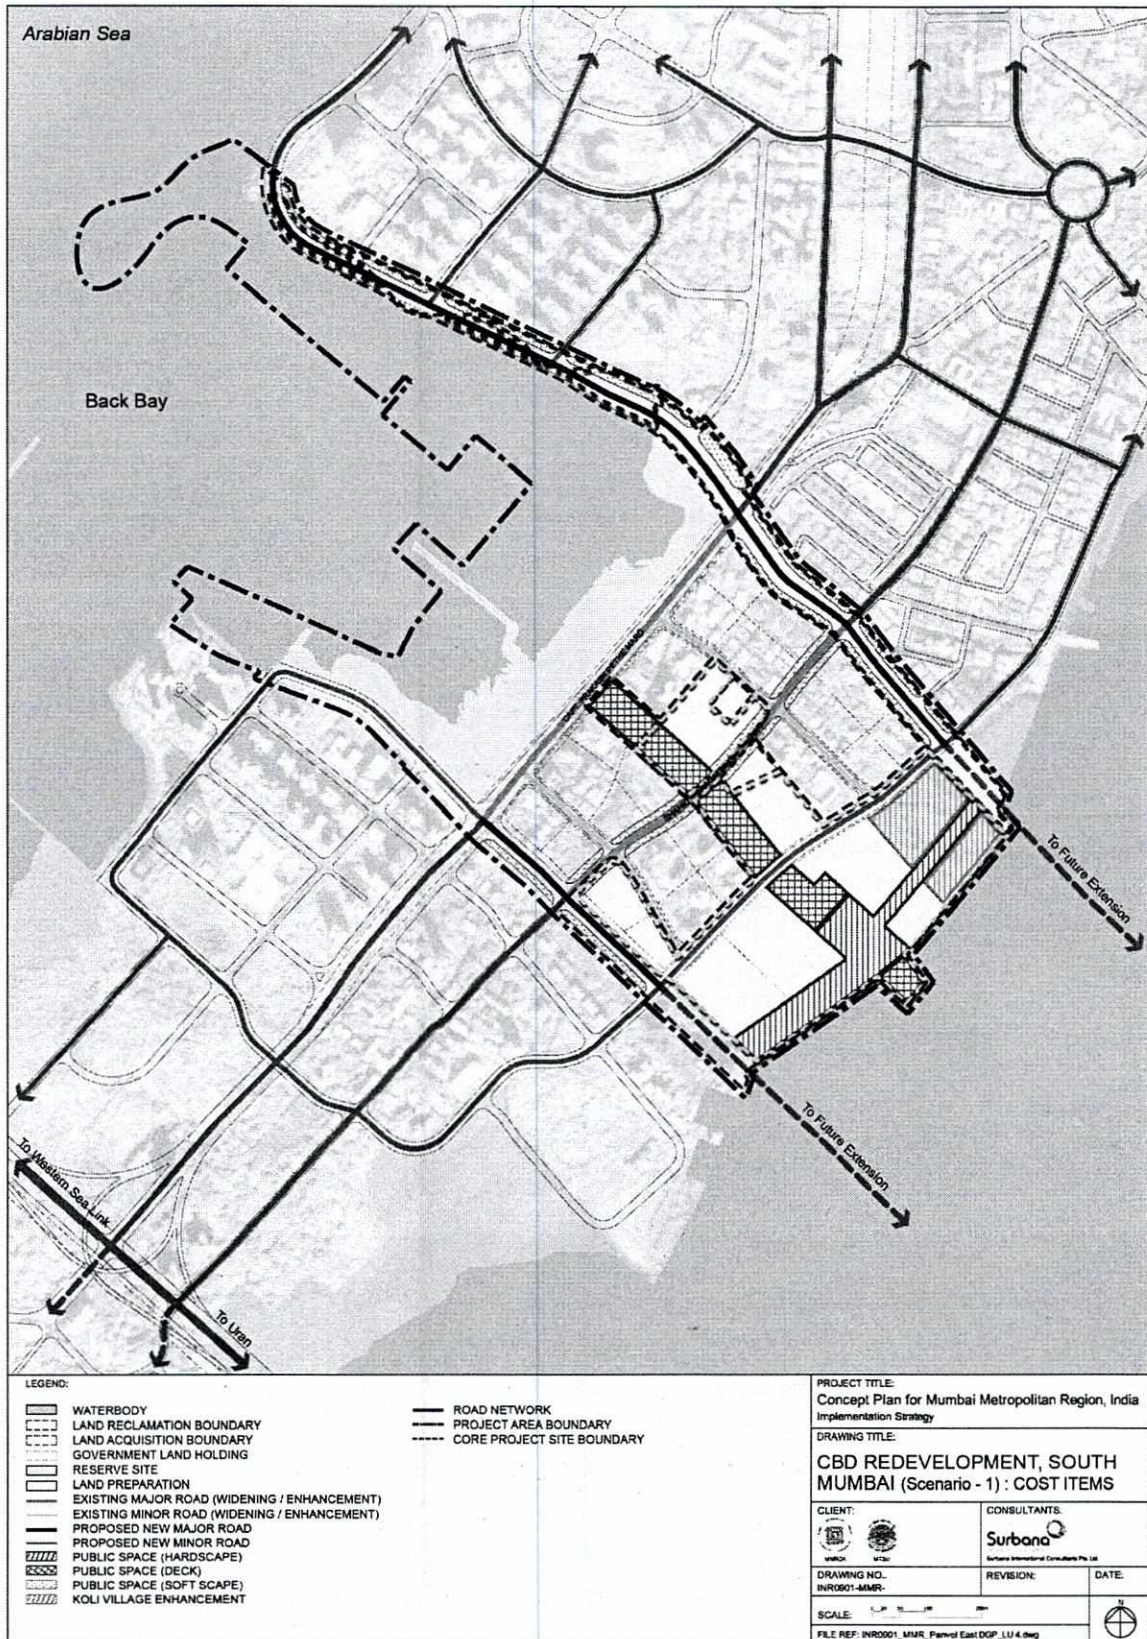 Arabian Sea
Back Bay
To Future Extension
To Future Extension
To Western Sea Link
To Uran
LEGEND:
WATERBODY
LAND RECLAMATION BOUNDARY
LAND ACQUISITION BOUNDARY
GOVERNMENT LAND HOLDING
RESERVE SITE
LAND PREPARATION
EXISTING MAJOR ROAD (WIDENING / ENHANCEMENT)
EXISTING MINOR ROAD (WIDENING / ENHANCEMENT)
PROPOSED NEW MAJOR ROAD
PROPOSED NEW MINOR ROAD
PUBLIC SPACE (HARDSCAPE)
PUBLIC SPACE (DECK)
PUBLIC SPACE (SOFT SCAPE)
KOLI VILLAGE ENHANCEMENT
ROAD NETWORK
PROJECT AREA BOUNDARY
CORE PROJECT SITE BOUNDARY
PROJECT TITLE:
Concept Plan for Mumbai Metropolitan Region, India
Implementation Strategy
DRAWING TITLE:
CBD REDEVELOPMENT, SOUTH
MUMBAI (Scenario - 1) : COST ITEMS
CLIENT:
CONSULTANTS:
Surbana
Surbana International Consultants Pte. Ltd.
DRAWING NO.
INR0901-MMR-
REVISION:
DATE:
SCALE:
N
FILE REF: INR0901_MMR_Panvel East DGP_LU 4.dwg